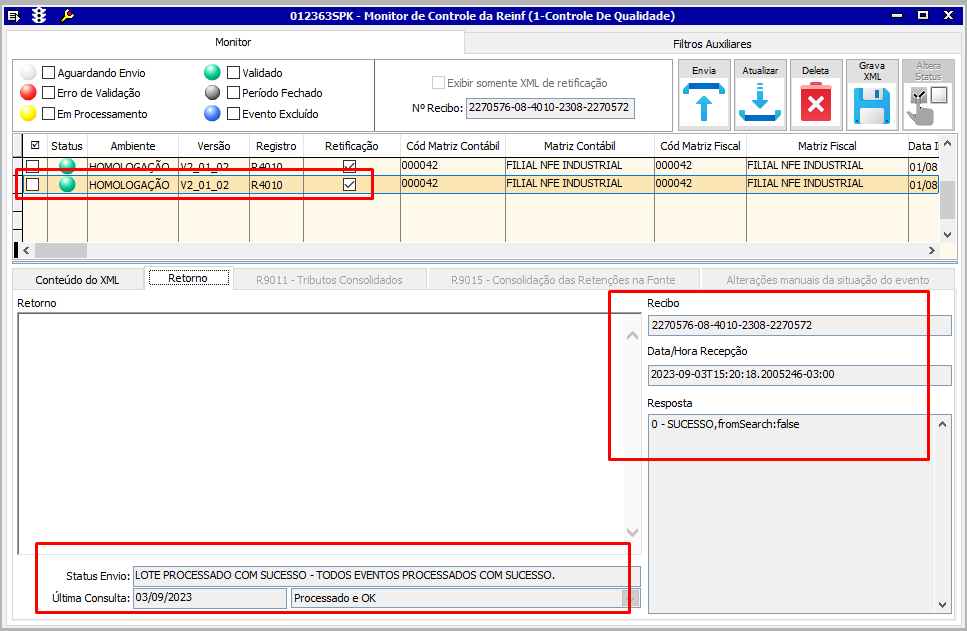 012363SPK - Monitor de Controle da Reinf (1-Controle De Qualidade)
Monitor
Filtros Auxiliares
Aguardando Envio
Validado
Erro de Validação
Período Fechado
Em Processamento
Evento Excluído
Exibir somente XML de retificação
Nº Recibo: 2270576-08-4010-2308-2270572
Envia
Atualizar
Deleta
Grava XML
Altera Status
Status Ambiente Versão Registro Retificação Cód Matriz Contábil Matriz Contábil Cód Matriz Fiscal Matriz Fiscal Data I
HOMOLOGAÇÃO V2_01_02 R4010 000042 FILIAL NFE INDUSTRIAL 000042 FILIAL NFE INDUSTRIAL 01/08
HOMOLOGAÇÃO V2_01_02 R4010 000042 FILIAL NFE INDUSTRIAL 000042 FILIAL NFE INDUSTRIAL 01/08
Conteúdo do XML
Retorno
R9011 - Tributos Consolidados
R9015 - Consolidação das Retenções na Fonte
Alterações manuais da situação do evento
Retorno
Recibo
2270576-08-4010-2308-2270572
Data/Hora Recepção
2023-09-03T15:20:18.2005246-03:00
Resposta
0 - SUCESSO,fromSearch:false
Status Envio: LOTE PROCESSADO COM SUCESSO - TODOS EVENTOS PROCESSADOS COM SUCESSO.
Última Consulta: 03/09/2023 Processado e OK